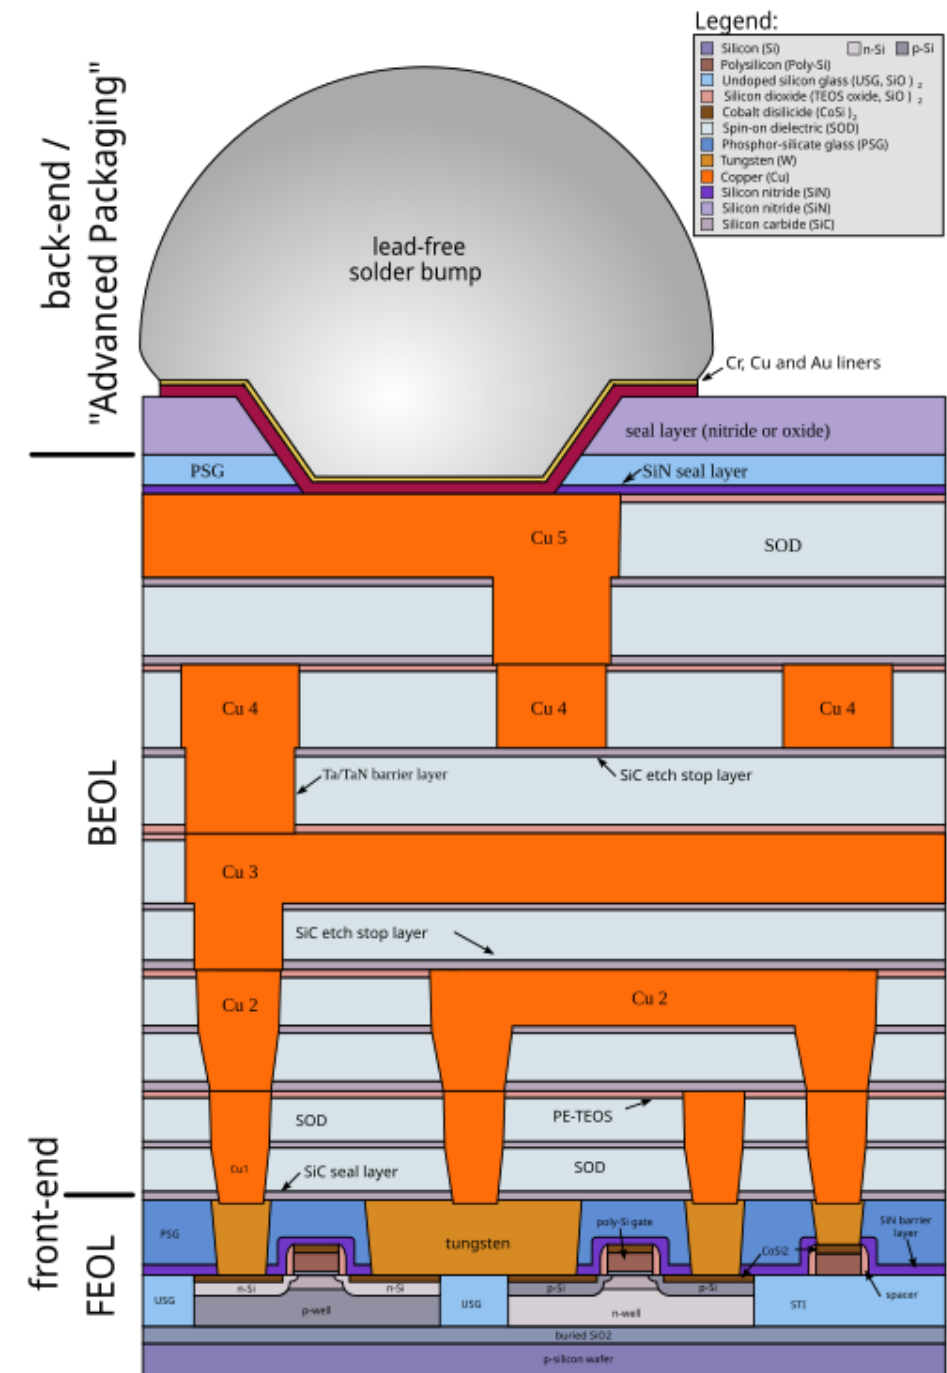 Legend:
Silicon (Si)
n-Si
p-Si
Polysilicon (Poly-Si)
Undoped silicon glass (USG, SiO ) 2
Silicon dioxide (TEOS oxide, SiO ) 2
Cobalt disilicide (CoSi )2
Spin-on dielectric (SOD)
Phosphor-silicate glass (PSG)
Tungsten (W)
Copper (Cu)
Silicon nitride (SiN)
Silicon nitride (SiN)
Silicon carbide (SiC)
back-end /
"Advanced Packaging"
lead-free
solder bump
Cr, Cu and Au liners
seal layer (nitride or oxide)
PSG
SiN seal layer
Cu 5
SOD
Cu 4
Cu 4
Cu 4
Ta/TaN barrier layer
SiC etch stop layer
BEOL
Cu 3
SiC etch stop layer
Cu 2
Cu 2
SOD
PE-TEOS
Cu1
SiC seal layer
SOD
front-end
FEOL
PSG
tungsten
poly-Si gate
CoSi2
SiN barrier
layer
spacer
n-Si
n-Si
p-Si
p-Si
USG
p-well
USG
n-well
STI
buried SiO2
p-silicon wafer